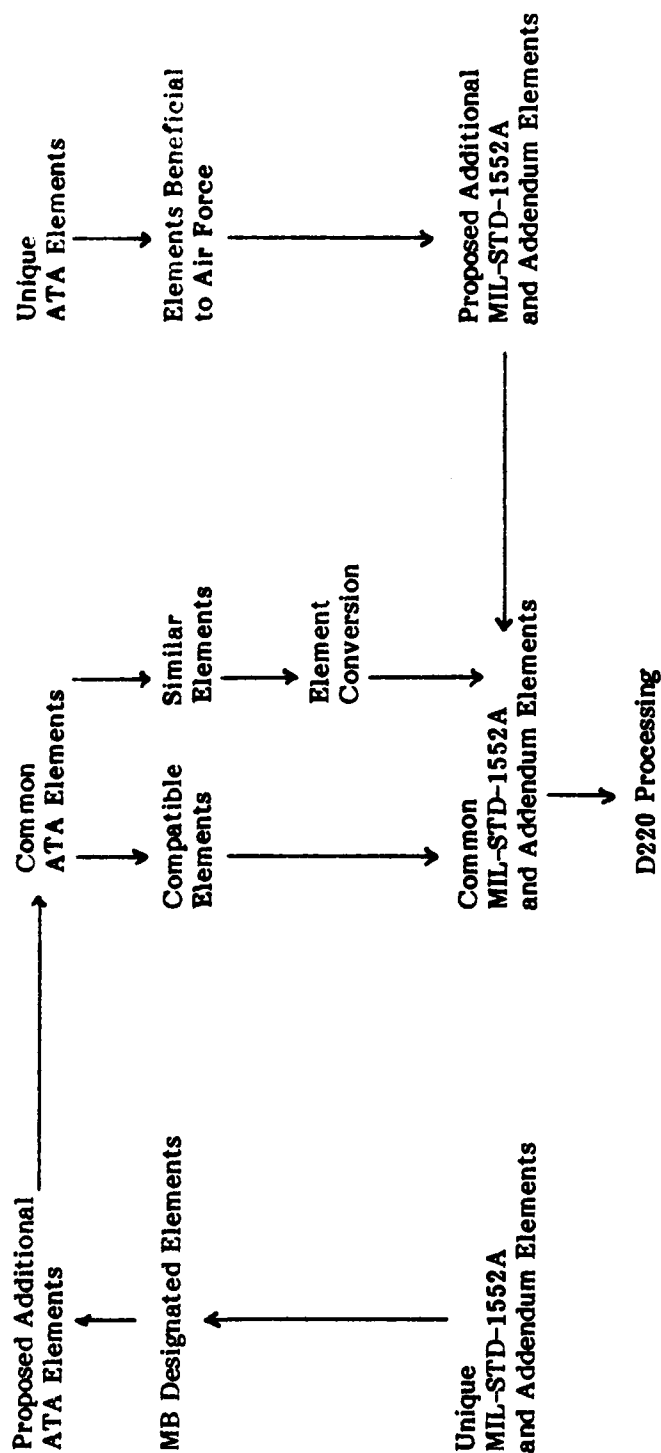 Proposed Additional
ATA Elements
Common
ATA Elements
Unique
ATA Elements
MB Designated Elements
Compatible
Elements
Similar
Elements
Elements Beneficial
to Air Force
Element
Conversion
Unique
MIL-STD-1552A
and Addendum Elements
Common
MIL-STD-1552A
and Addendum Elements
Proposed Additional
MIL-STD-1552A
and Addendum Elements
D220 Processing